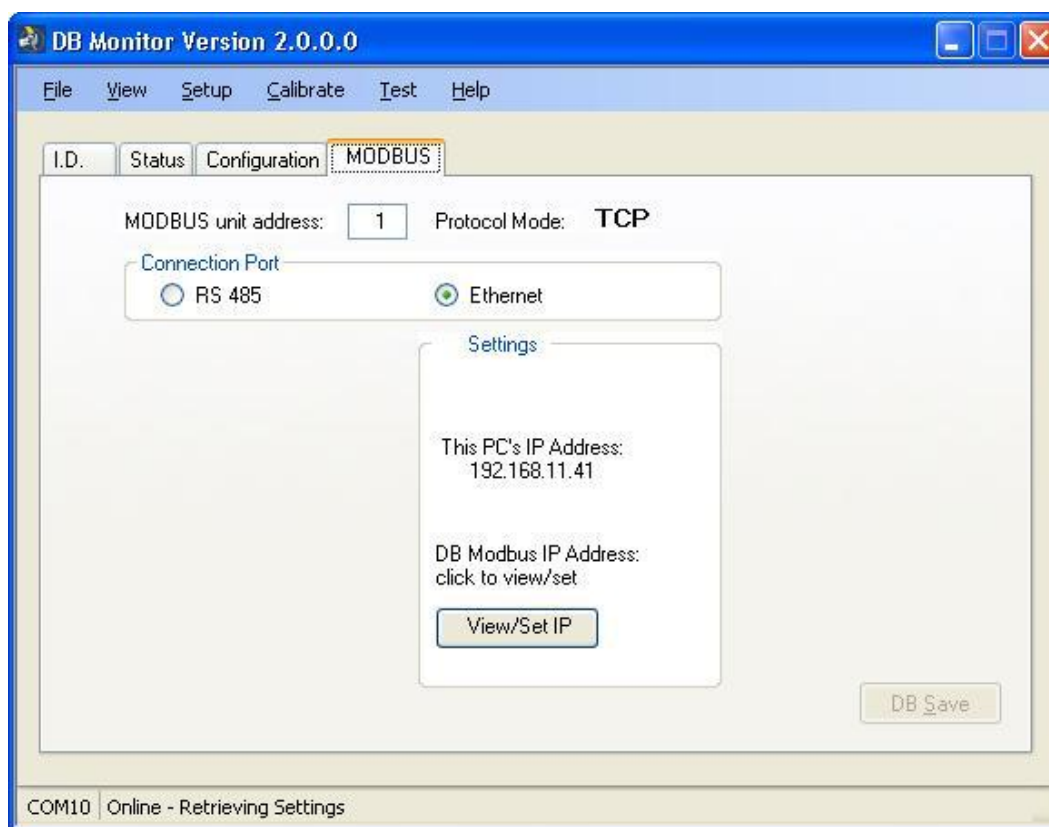 DB Monitor Version 2.0.0.0
File View Setup Calibrate Test Help
I.D. Status Configuration MODBUS
MODBUS unit address: 1 Protocol Mode: TCP
Connection Port
RS 485 Ethernet
Settings
This PC's IP Address:
192.168.11.41
DB Modbus IP Address:
click to view/set
View/Set IP
DB Save
COM10 Online - Retrieving Settings